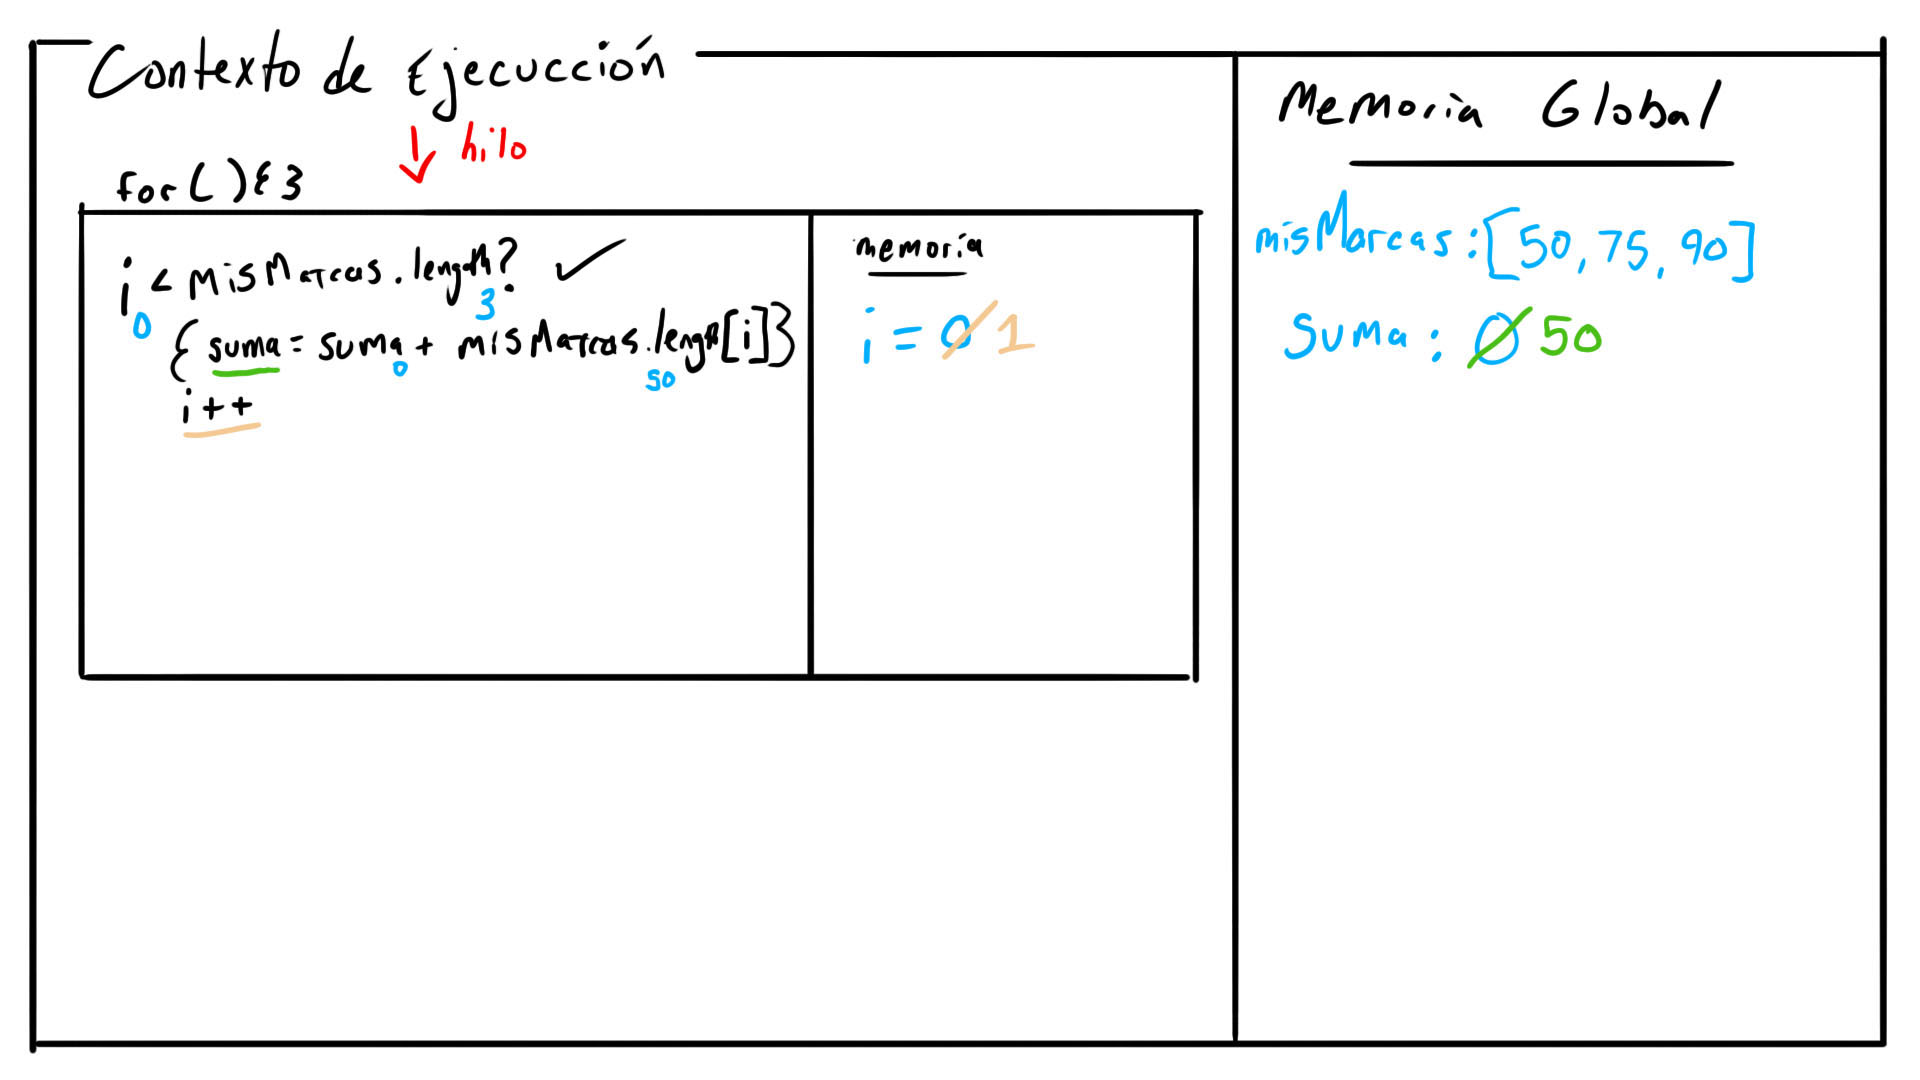 Contexto de Ejecucción
hilo
for ( ) { }
i < misMarcas.length? ✓
0
3
{ suma = suma + misMarcas.length[i] }
0
50
i++
memoria
i = 0 1
Memoria Global
misMarcas: [50, 75, 90]
Suma: 0 50